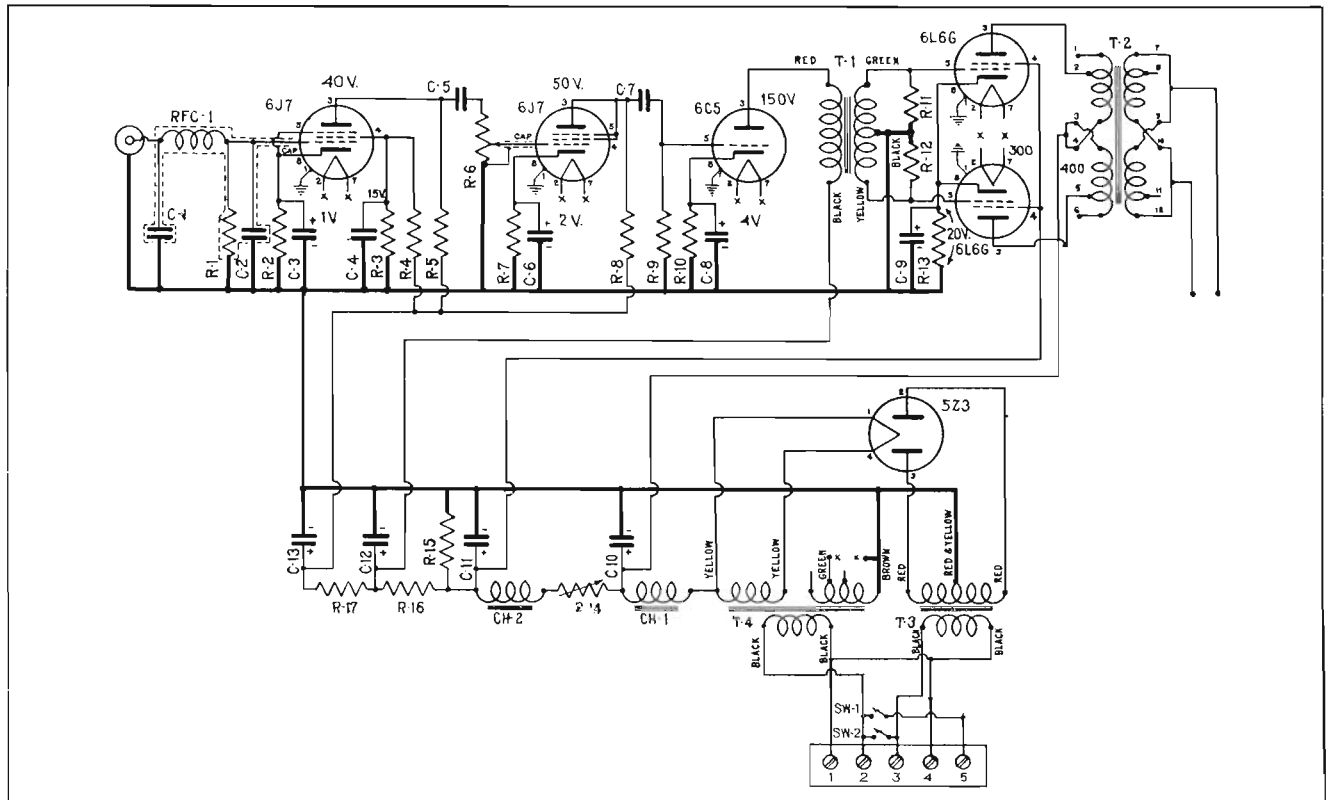 6L6G
T-2
RED
T-1
GREEN
40V.
50V.
150V
C-5
C-7
6J7
6J7
6C5
RFC-1
CAP
CAP
R-6
R-11
R-12
BLACK
300
400
15V
1V
2V.
4V
BLACK
YELLOW
20V.
6L6G
R-1
C-2
R-2
C-3
C-4
R-3
R-4
R-5
R-7
C-6
R-8
R-9
R-10
C-8
C-9
R-13
5Z3
C-13
C-12
R-15
C-11
C-10
YELLOW
YELLOW
GREEN
BROWN
RED
RED & YELLOW
RED
R-17
R-16
CH-2
CH-1
T-4
T-3
BLACK
BLACK
BLACK
BLACK
SW-1
SW-2
1 2 3 4 5